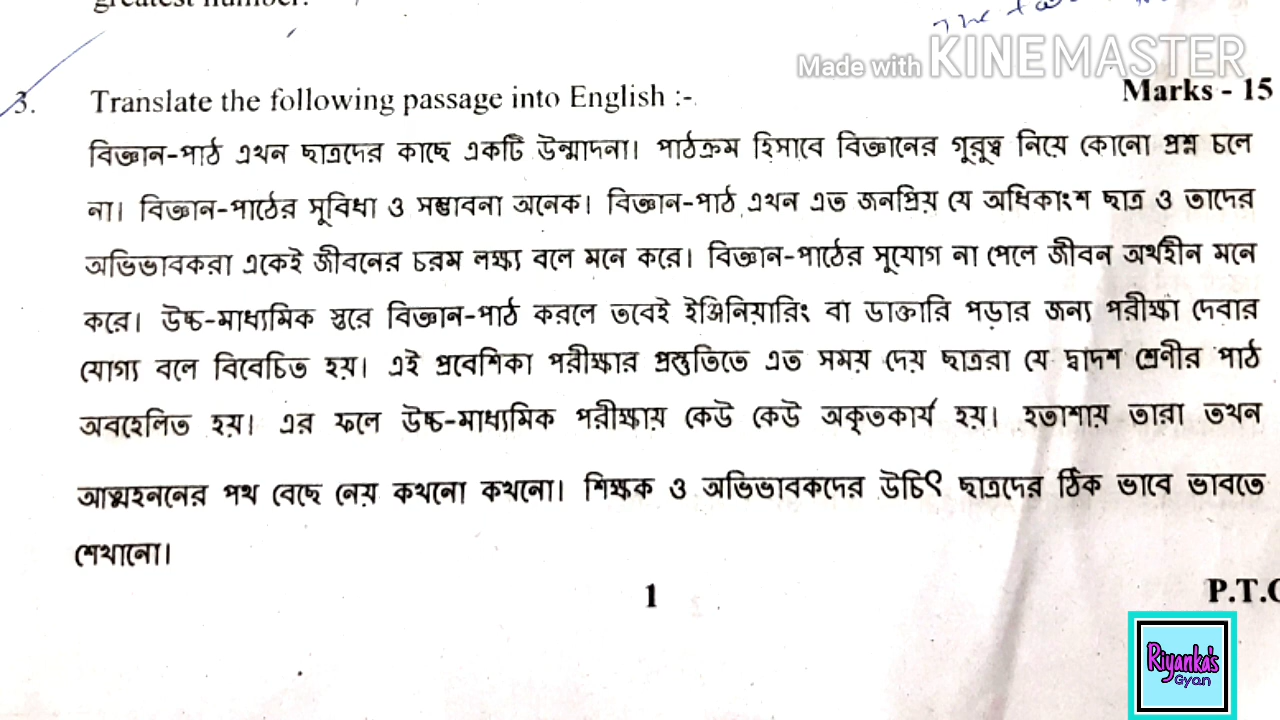 greatest number.
The
Made with KINEMASTER
3. Translate the following passage into English :-
Marks - 15
বিজ্ঞান-পাঠ এখন ছাত্রদের কাছে একটি উন্মাদনা। পাঠক্রম হিসাবে বিজ্ঞানের গুরুত্ব নিয়ে কোনো প্রশ্ন চলে
না। বিজ্ঞান-পাঠের সুবিধা ও সম্ভাবনা অনেক। বিজ্ঞান-পাঠ এখন এত জনপ্রিয় যে অধিকাংশ ছাত্র ও তাদের
অভিভাবকরা একেই জীবনের চরম লক্ষ্য বলে মনে করে। বিজ্ঞান-পাঠের সুযোগ না পেলে জীবন অর্থহীন মনে
করে। উচ্চ-মাধ্যমিক স্তরে বিজ্ঞান-পাঠ করলে তবেই ইঞ্জিনিয়ারিং বা ডাক্তারি পড়ার জন্য পরীক্ষা দেবার
যোগ্য বলে বিবেচিত হয়। এই প্রবেশিকা পরীক্ষার প্রস্তুতিতে এত সময় দেয় ছাত্ররা যে দ্বাদশ শ্রেনীর পাঠ
অবহেলিত হয়। এর ফলে উচ্চ-মাধ্যমিক পরীক্ষায় কেউ কেউ অকৃতকার্য হয়। হতাশায় তারা তখন
আত্মহননের পথ বেছে নেয় কখনো কখনো। শিক্ষক ও অভিভাবকদের উচিৎ ছাত্রদের ঠিক ভাবে ভাবতে
শেখানো।
1
P.T.O
Riyanka's
Gyan